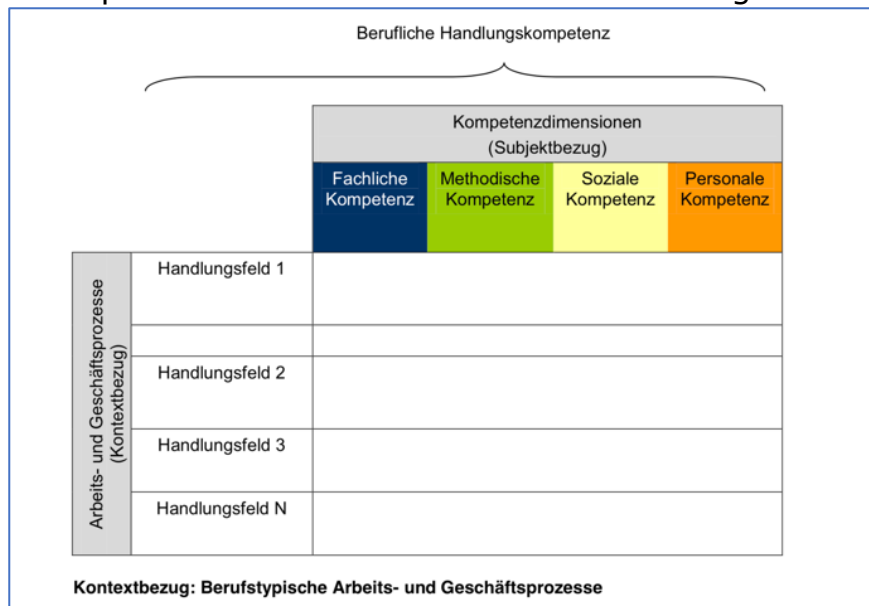 Berufliche Handlungskompetenz
Kompetenzdimensionen
(Subjektbezug)
Fachliche Kompetenz
Methodische Kompetenz
Soziale Kompetenz
Personale Kompetenz
Arbeits- und Geschäftsprozesse
(Kontextbezug)
Handlungsfeld 1
Handlungsfeld 2
Handlungsfeld 3
Handlungsfeld N
Kontextbezug: Berufstypische Arbeits- und Geschäftsprozesse